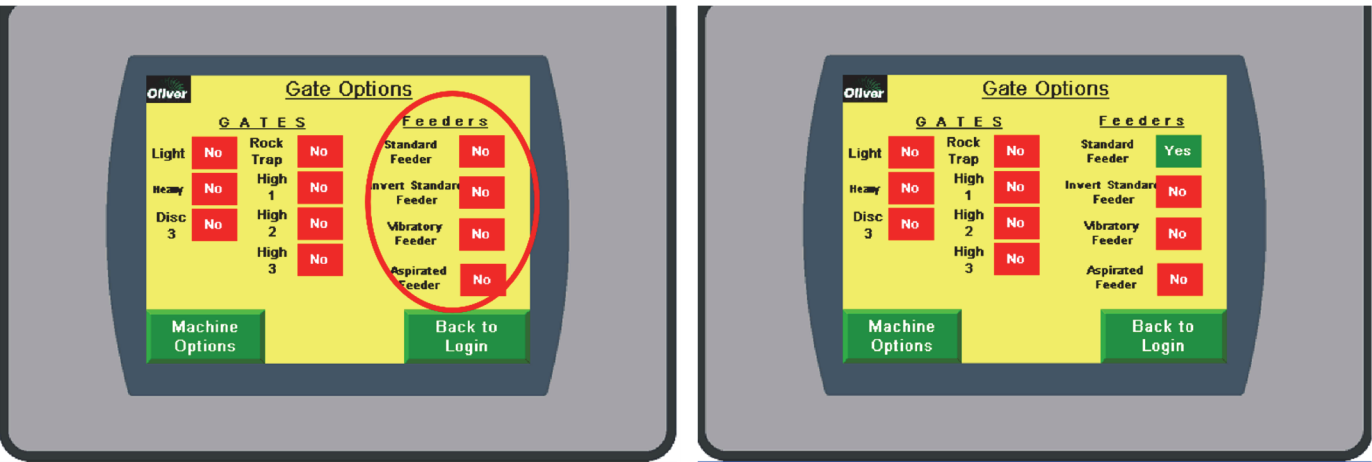 Oliver
Gate Options
G A T E S
Feeders
Light No
Rock Trap No
Standard Feeder No
Heavy No
High 1 No
Invert Standard Feeder No
Disc 3 No
High 2 No
Vibratory Feeder No
High 3 No
Aspirated Feeder No
Machine Options
Back to Login
Oliver
Gate Options
G A T E S
Feeders
Light No
Rock Trap No
Standard Feeder Yes
Heavy No
High 1 No
Invert Standard Feeder No
Disc 3 No
High 2 No
Vibratory Feeder No
High 3 No
Aspirated Feeder No
Machine Options
Back to Login